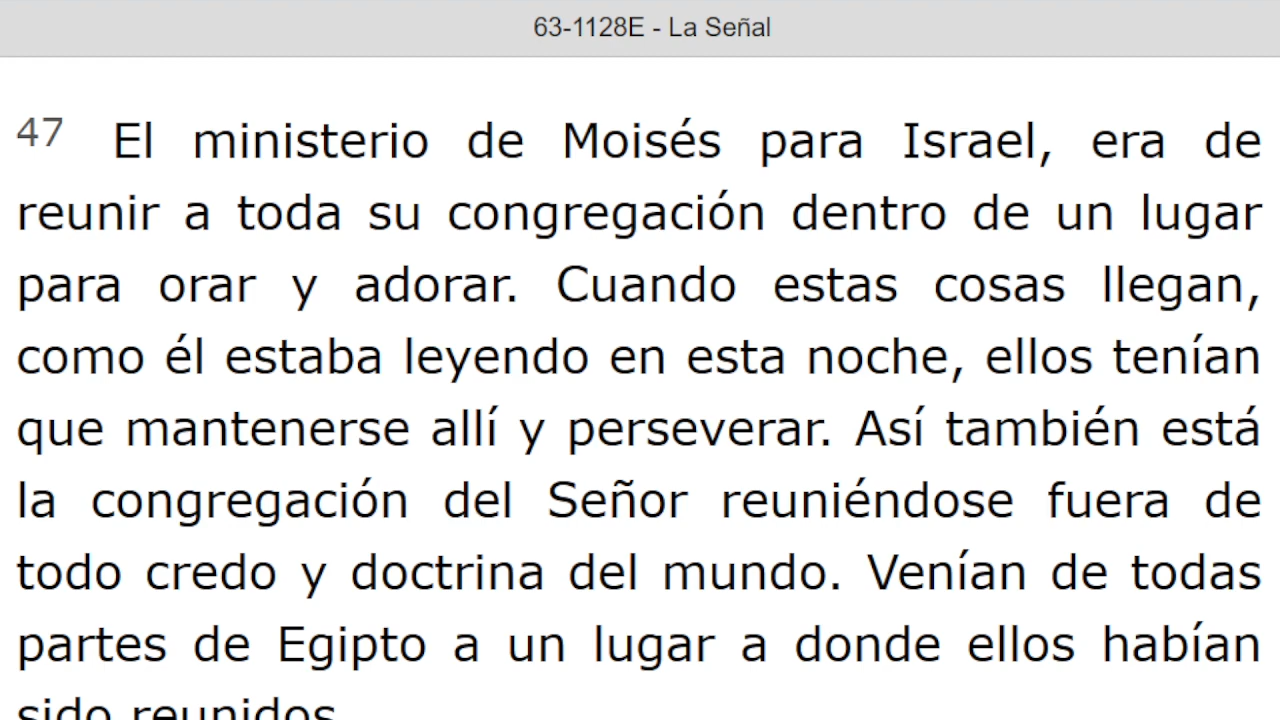 63-1128E - La Señal
47 El ministerio de Moisés para Israel, era de
reunir a toda su congregación dentro de un lugar
para orar y adorar. Cuando estas cosas llegan,
como él estaba leyendo en esta noche, ellos tenían
que mantenerse allí y perseverar. Así también está
la congregación del Señor reuniéndose fuera de
todo credo y doctrina del mundo. Venían de todas
partes de Egipto a un lugar a donde ellos habían
sido reunidos.